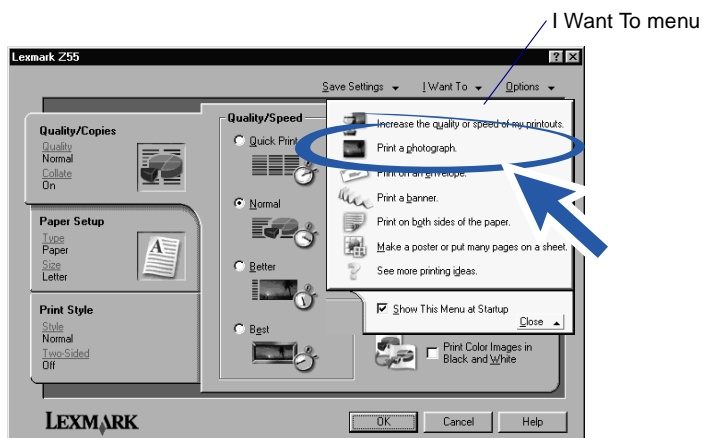 I Want To menu
Lexmark Z55
Save Settings I Want To Options
Quality/Copies
Quality
Normal
Collate
On
Paper Setup
Type
Paper
Size
Letter
Print Style
Style
Normal
Two-Sided
Off
Quality/Speed
Quick Print
Normal
Better
Best
Increase the quality or speed of my printouts.
Print a photograph.
Print on an envelope.
Print a banner.
Print on both sides of the paper.
Make a poster or put many pages on a sheet.
See more printing ideas.
Show This Menu at Startup
Close
Print Color Images in
Black and White
LEXMARK
OK Cancel Help